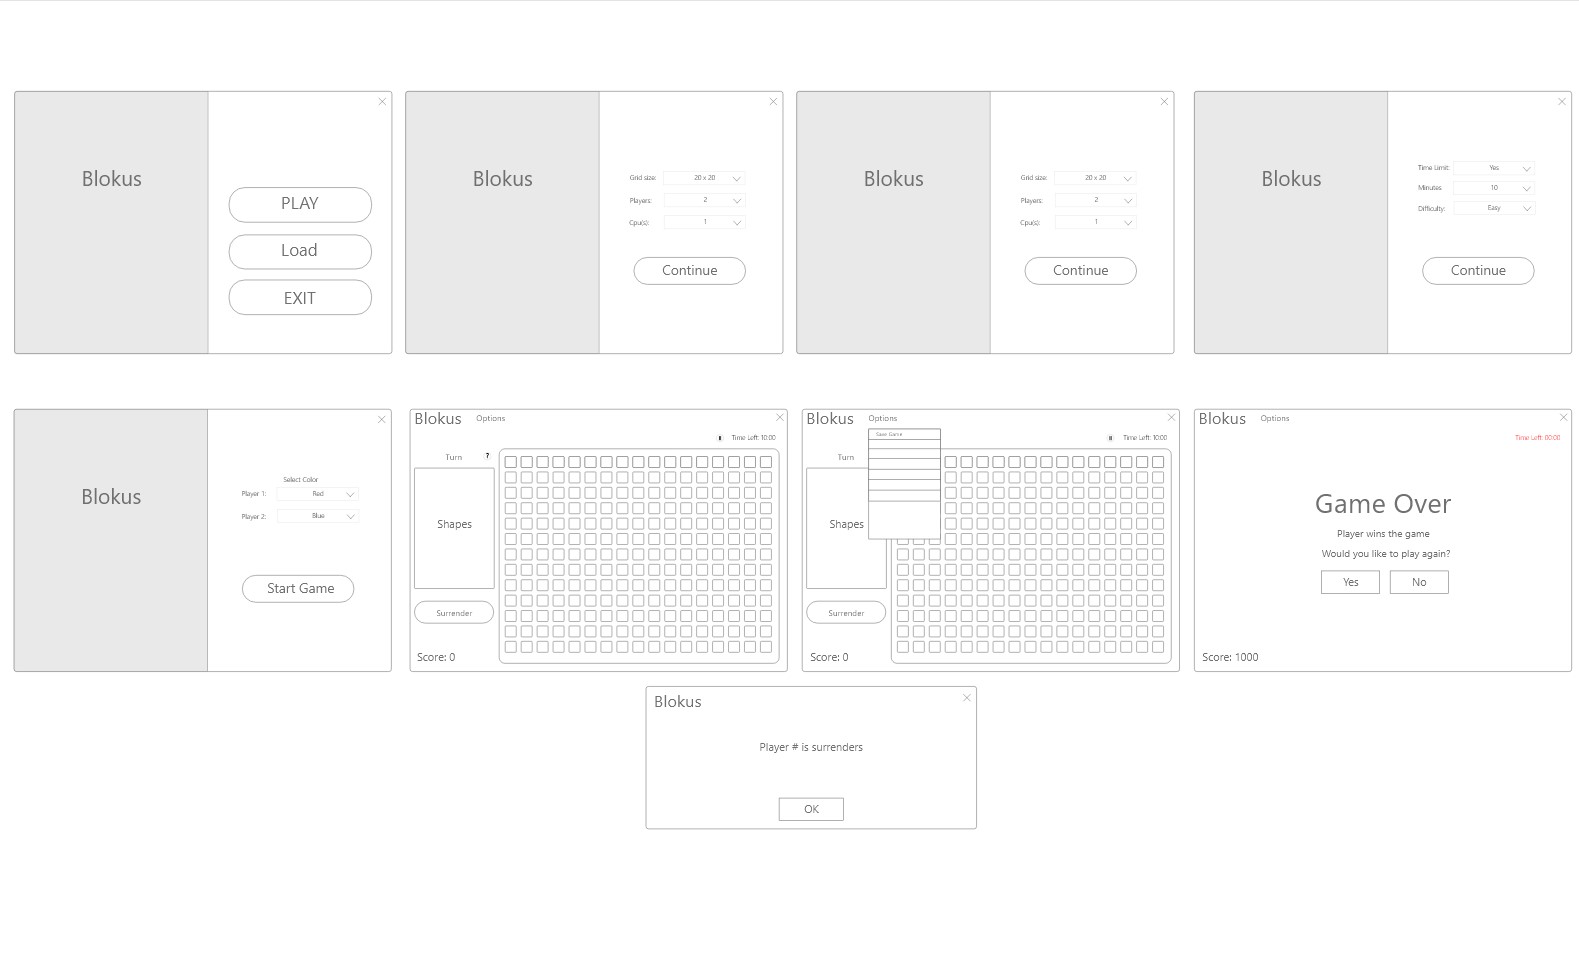 Blokus
PLAY
Load
EXIT
Blokus
Grid size: 20 x 20
Players: 2
Cpu(s): 1
Continue
Blokus
Grid size: 20 x 20
Players: 2
Cpu(s): 1
Continue
Blokus
Time Limit: Yes
Minutes 10
Difficulty: Easy
Continue
Blokus
Select Color
Player 1: Red
Player 2: Blue
Start Game
Blokus Options
Time Left: 10:00
Turn ?
Shapes
Surrender
Score: 0
Blokus Options
Save Game
Time Left: 10:00
Turn
Shapes
Surrender
Score: 0
Blokus Options
Time Left: 00:00
Game Over
Player wins the game
Would you like to play again?
Yes No
Score: 1000
Blokus
Player # is surrenders
OK